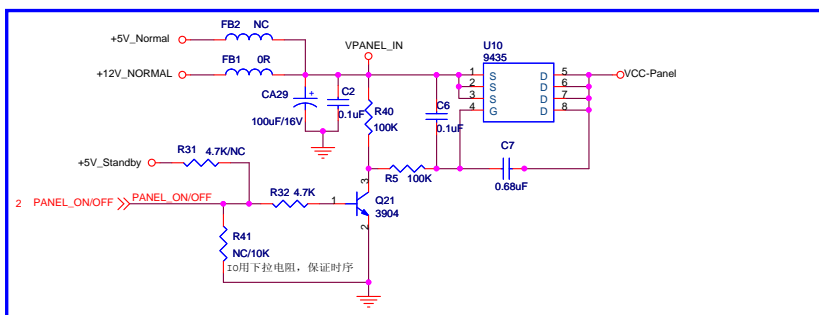 FB2 NC
+5V_Normal
VPANEL_IN
U10
9435
FB1 0R
+12V_NORMAL
1 S D 5
2 S D 6
3 S D 7
4 G D 8
VCC-Panel
CA29
+
100uF/16V
C2
0.1uF
R40
100K
C6
0.1uF
R31 4.7K/NC
+5V_Standby
R5 100K
C7
0.68uF
2 PANEL_ON/OFF
PANEL_ON/OFF
R32 4.7K
3
1
2
Q21
3904
R41
NC/10K
IO用下拉电阻，保证时序